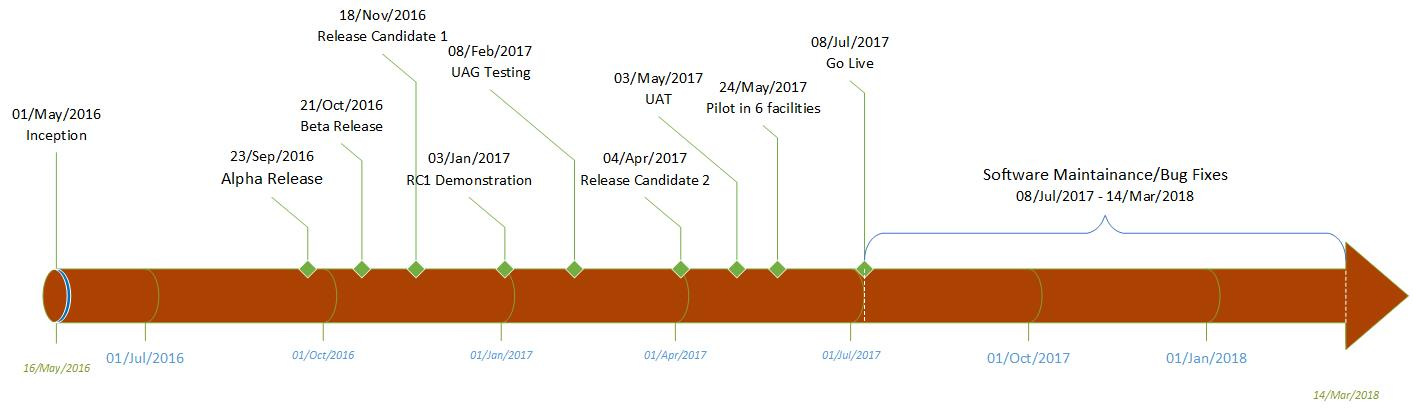 18/Nov/2016
Release Candidate 1
08/Feb/2017
UAG Testing
08/Jul/2017
Go Live
03/May/2017
UAT
24/May/2017
Pilot in 6 facilities
01/May/2016
Inception
21/Oct/2016
Beta Release
23/Sep/2016
Alpha Release
03/Jan/2017
RC1 Demonstration
04/Apr/2017
Release Candidate 2
Software Maintainance/Bug Fixes
08/Jul/2017 - 14/Mar/2018
16/May/2016
01/Jul/2016
01/Oct/2016
01/Jan/2017
01/Apr/2017
01/Jul/2017
01/Oct/2017
01/Jan/2018
14/Mar/2018